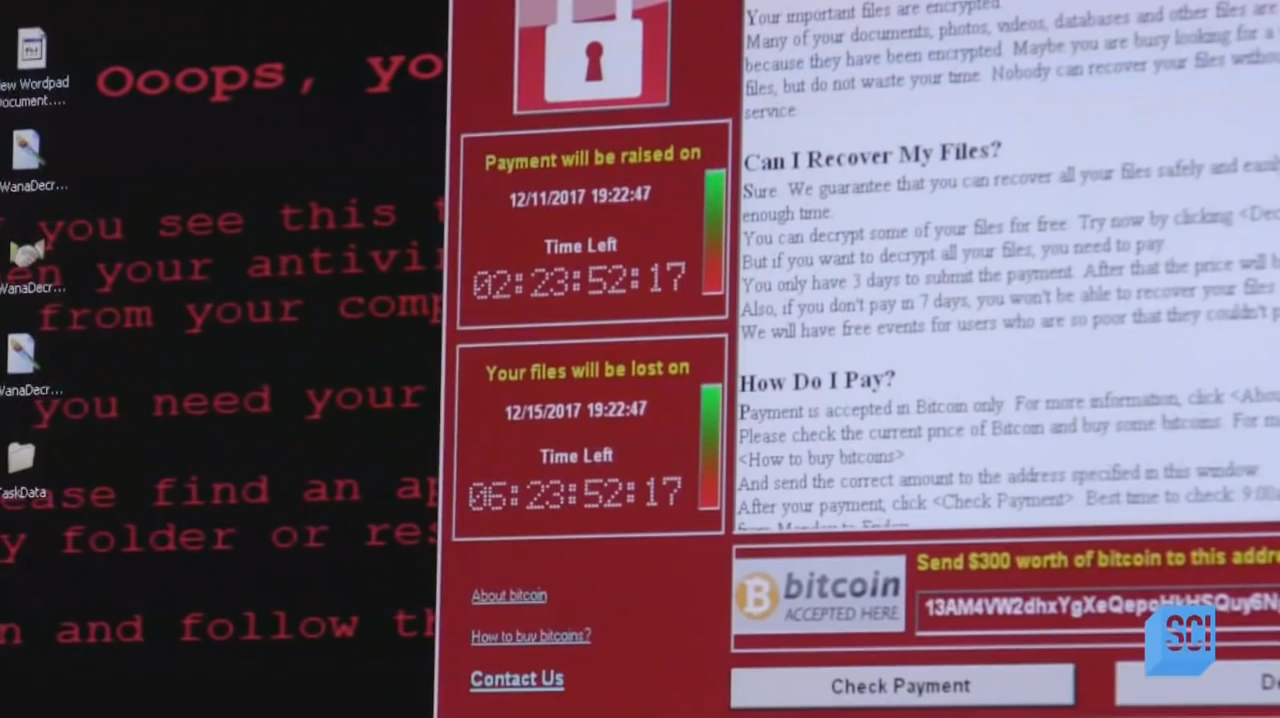 ew Wordpad
ocument....
WanaDecr...
WanaDecr...
VanaDecr...
TaskData
Ooops, yo
you see this t
en your antivi
from your comp
you need your
ease find an ap
y folder or res
n and follow th
Payment will be raised on
12/11/2017 19:22:47
Time Left
02:23:52:17
Your files will be lost on
12/15/2017 19:22:47
Time Left
06:23:52:17
About bitcoin
How to buy bitcoins?
Contact Us
Your important files are encrypted.
Many of your documents, photos, videos, databases and other files are
because they have been encrypted. Maybe you are busy looking for a
files, but do not waste your time. Nobody can recover your files withou
service.
Can I Recover My Files?
Sure. We guarantee that you can recover all your files safely and easily
enough time.
You can decrypt some of your files for free. Try now by clicking <Dec
But if you want to decrypt all your files, you need to pay.
You only have 3 days to submit the payment. After that the price will b
Also, if you don't pay in 7 days, you won't be able to recover your files
We will have free events for users who are so poor that they couldn't p
How Do I Pay?
Payment is accepted in Bitcoin only. For more information, click <Abou
Please check the current price of Bitcoin and buy some bitcoins. For m
<How to buy bitcoins>.
And send the correct amount to the address specified in this window.
After your payment, click <Check Payment>. Best time to check: 9:00a
bitcoin
ACCEPTED HERE
Send $300 worth of bitcoin to this addre
Check Payment
De
SCI